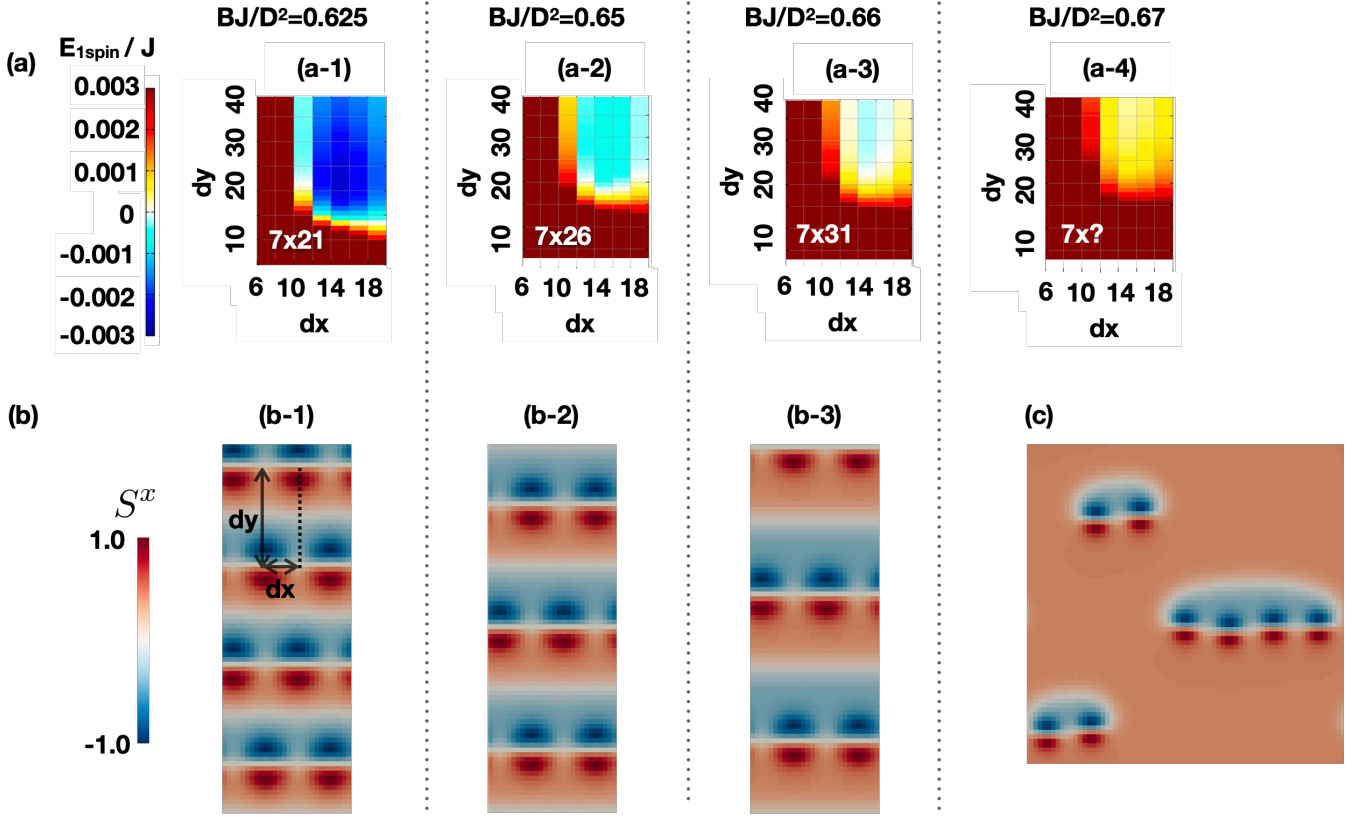 BJ/D²=0.625 BJ/D²=0.65 BJ/D²=0.66 BJ/D²=0.67
(a) E1spin / J (a-1) (a-2) (a-3) (a-4)
0.003
0.002
0.001
0
-0.001
-0.002
-0.003
dy 40 30 20 10
7x21
6 10 14 18
dx
dy 40 30 20 10
7x26
6 10 14 18
dx
dy 40 30 20 10
7x31
6 10 14 18
dx
dy 40 30 20 10
7x?
6 10 14 18
dx
(b) (b-1) (b-2) (b-3) (c)
Sˣ
1.0
-1.0
dy
dx